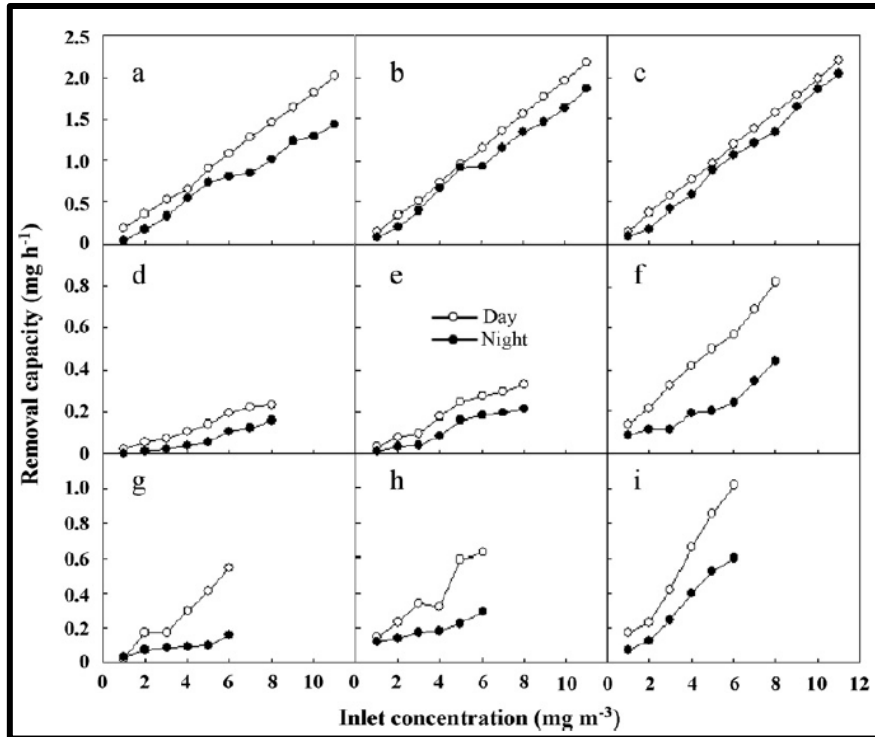 2.5
2.0
1.5
1.0
0.5
0
a
b
c
0.8
0.6
0.4
0.2
0
d
e
f
Day
Night
1.0
0.8
0.6
0.4
0.2
0
g
h
i
0 2 4 6 8 10 0 2 4 6 8 10 0 2 4 6 8 10 12
Removal capacity (mg h⁻¹)
Inlet concentration (mg m⁻³)